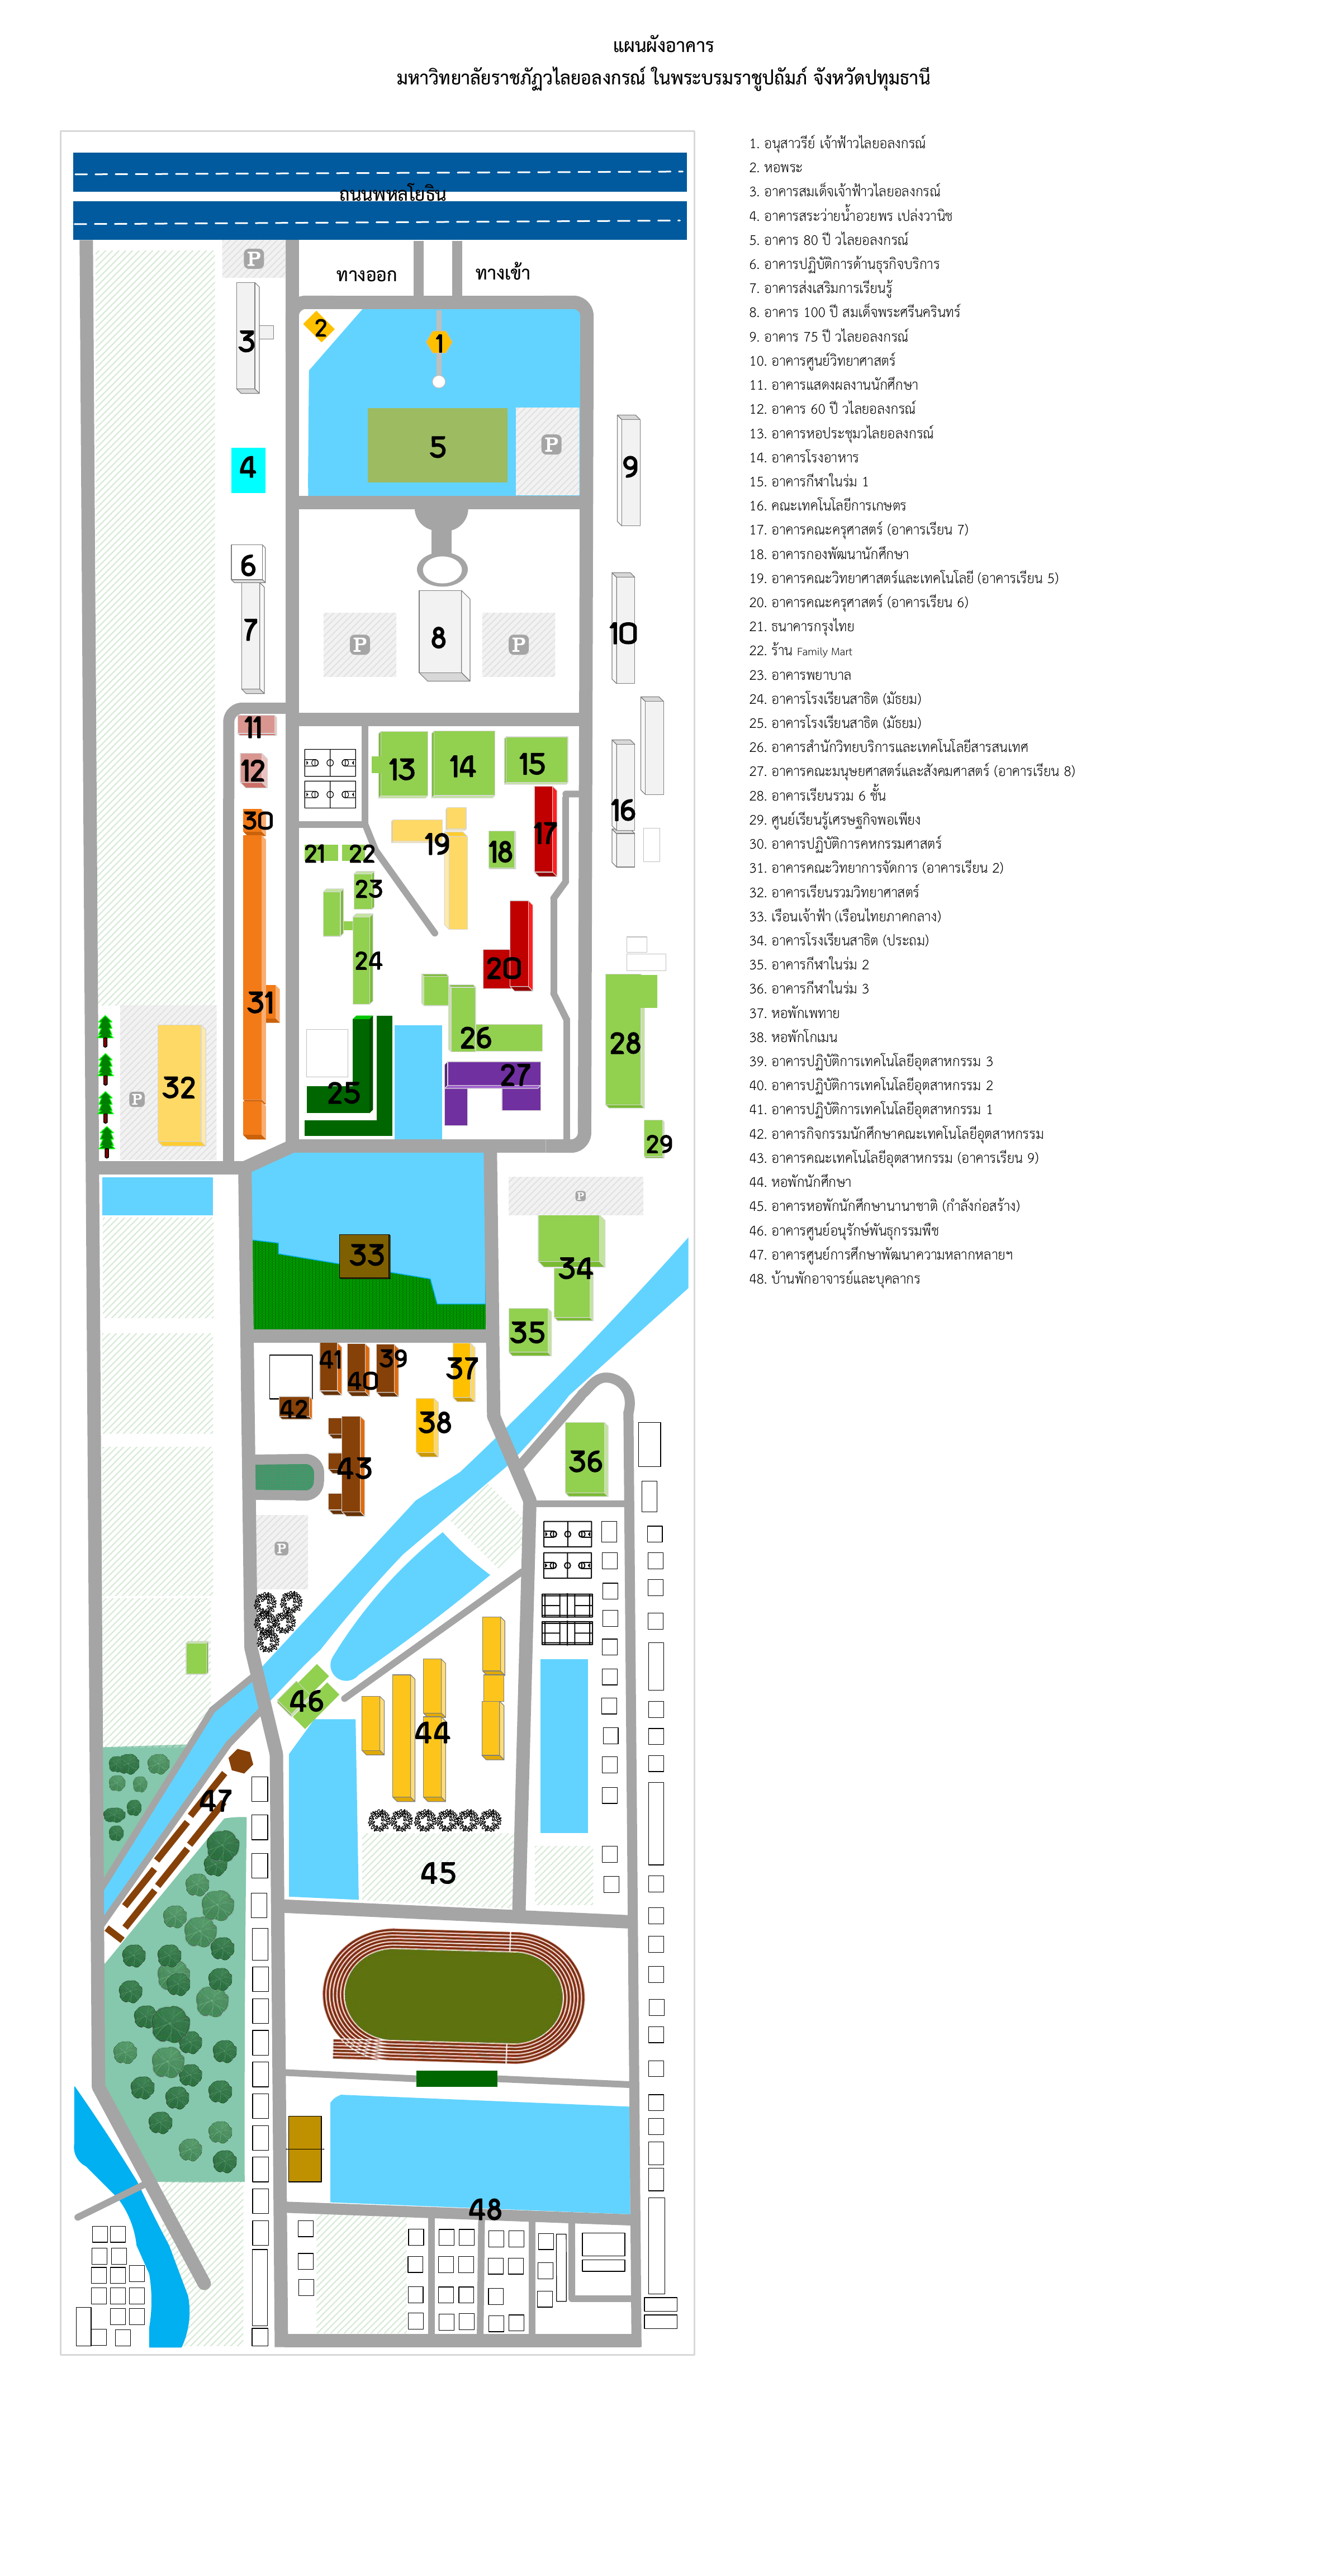 แผนผังอาคาร
มหาวิทยาลัยราชภัฏวไลยอลงกรณ์ ในพระบรมราชูปถัมภ์ จังหวัดปทุมธานี
ถนนพหลโยธิน
P
ทางออก
ทางเข้า
2
1
3
5
P
4
9
6
7
8
P
P
10
11
12
13
14
15
16
30
19
17
18
21
22
23
24
20
31
26
28
25
27
32
P
29
P
33
34
35
41
40
39
37
42
38
43
36
P
46
44
47
45
48
1. อนุสาวรีย์ เจ้าฟ้าวไลยอลงกรณ์
2. หอพระ
3. อาคารสมเด็จเจ้าฟ้าวไลยอลงกรณ์
4. อาคารสระว่ายน้ำอวยพร เปล่งวานิช
5. อาคาร 80 ปี วไลยอลงกรณ์
6. อาคารปฏิบัติการด้านธุรกิจบริการ
7. อาคารส่งเสริมการเรียนรู้
8. อาคาร 100 ปี สมเด็จพระศรีนครินทร์
9. อาคาร 75 ปี วไลยอลงกรณ์
10. อาคารศูนย์วิทยาศาสตร์
11. อาคารแสดงผลงานนักศึกษา
12. อาคาร 60 ปี วไลยอลงกรณ์
13. อาคารหอประชุมวไลยอลงกรณ์
14. อาคารโรงอาหาร
15. อาคารกีฬาในร่ม 1
16. คณะเทคโนโลยีการเกษตร
17. อาคารคณะครุศาสตร์ (อาคารเรียน 7)
18. อาคารกองพัฒนานักศึกษา
19. อาคารคณะวิทยาศาสตร์และเทคโนโลยี (อาคารเรียน 5)
20. อาคารคณะครุศาสตร์ (อาคารเรียน 6)
21. ธนาคารกรุงไทย
22. ร้าน Family Mart
23. อาคารพยาบาล
24. อาคารโรงเรียนสาธิต (มัธยม)
25. อาคารโรงเรียนสาธิต (มัธยม)
26. อาคารสำนักวิทยบริการและเทคโนโลยีสารสนเทศ
27. อาคารคณะมนุษยศาสตร์และสังคมศาสตร์ (อาคารเรียน 8)
28. อาคารเรียนรวม 6 ชั้น
29. ศูนย์เรียนรู้เศรษฐกิจพอเพียง
30. อาคารปฏิบัติการคหกรรมศาสตร์
31. อาคารคณะวิทยาการจัดการ (อาคารเรียน 2)
32. อาคารเรียนรวมวิทยาศาสตร์
33. เรือนเจ้าฟ้า (เรือนไทยภาคกลาง)
34. อาคารโรงเรียนสาธิต (ประถม)
35. อาคารกีฬาในร่ม 2
36. อาคารกีฬาในร่ม 3
37. หอพักเพทาย
38. หอพักโกเมน
39. อาคารปฏิบัติการเทคโนโลยีอุตสาหกรรม 3
40. อาคารปฏิบัติการเทคโนโลยีอุตสาหกรรม 2
41. อาคารปฏิบัติการเทคโนโลยีอุตสาหกรรม 1
42. อาคารกิจกรรมนักศึกษาคณะเทคโนโลยีอุตสาหกรรม
43. อาคารคณะเทคโนโลยีอุตสาหกรรม (อาคารเรียน 9)
44. หอพักนักศึกษา
45. อาคารหอพักนักศึกษานานาชาติ (กำลังก่อสร้าง)
46. อาคารศูนย์อนุรักษ์พันธุกรรมพืช
47. อาคารศูนย์การศึกษาพัฒนาความหลากหลายฯ
48. บ้านพักอาจารย์และบุคลากร